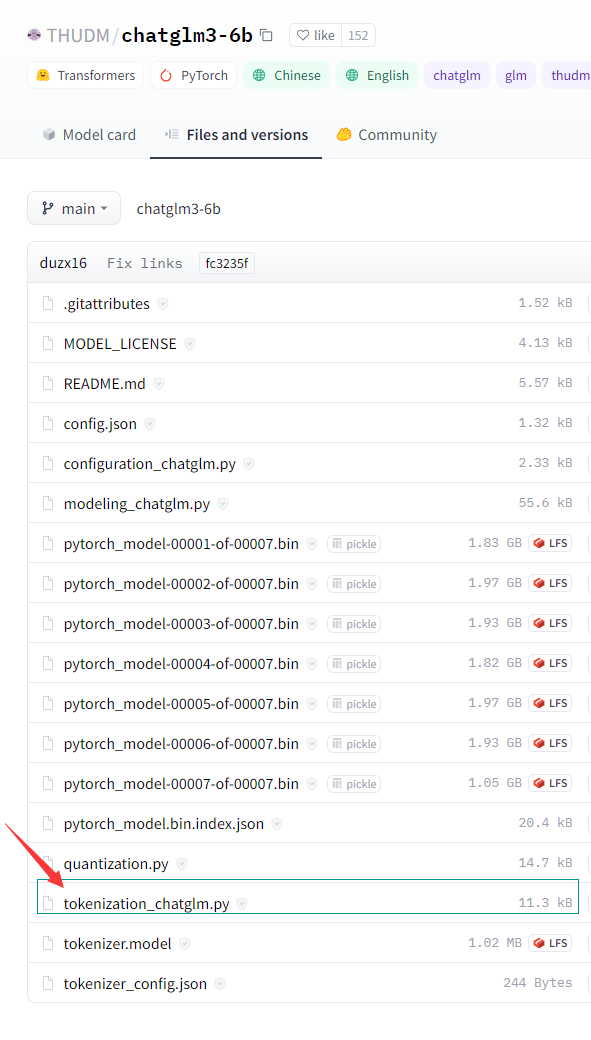 THUDM/chatglm3-6b like 152
Transformers PyTorch Chinese English chatglm glm thudm
Model card Files and versions Community
main chatglm3-6b
duzx16 Fix links fc3235f
.gitattributes 1.52 kB
MODEL_LICENSE 4.13 kB
README.md 5.57 kB
config.json 1.32 kB
configuration_chatglm.py 2.33 kB
modeling_chatglm.py 55.6 kB
pytorch_model-00001-of-00007.bin pickle 1.83 GB LFS
pytorch_model-00002-of-00007.bin pickle 1.97 GB LFS
pytorch_model-00003-of-00007.bin pickle 1.93 GB LFS
pytorch_model-00004-of-00007.bin pickle 1.82 GB LFS
pytorch_model-00005-of-00007.bin pickle 1.97 GB LFS
pytorch_model-00006-of-00007.bin pickle 1.93 GB LFS
pytorch_model-00007-of-00007.bin pickle 1.05 GB LFS
pytorch_model.bin.index.json 20.4 kB
quantization.py 14.7 kB
tokenization_chatglm.py 11.3 kB
tokenizer.model 1.02 MB LFS
tokenizer_config.json 244 Bytes